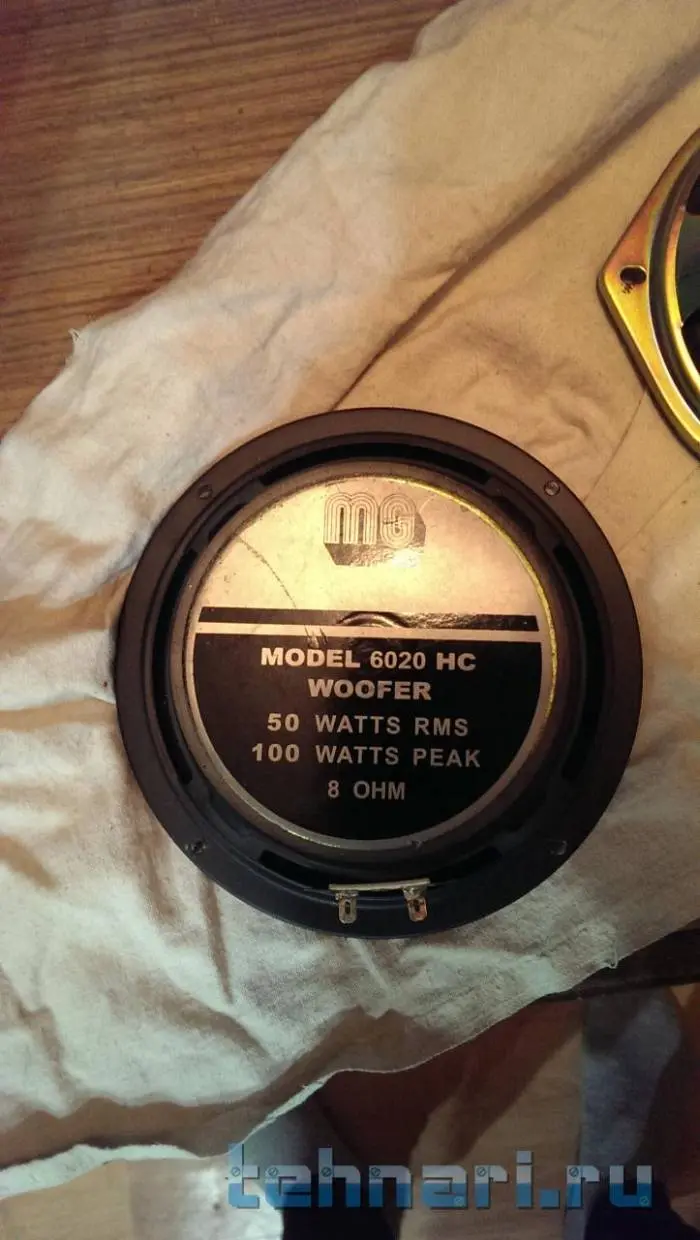 MG
MODEL 6020 HC
WOOFER
50 WATTS RMS
100 WATTS PEAK
8 OHM
tehnari.ru